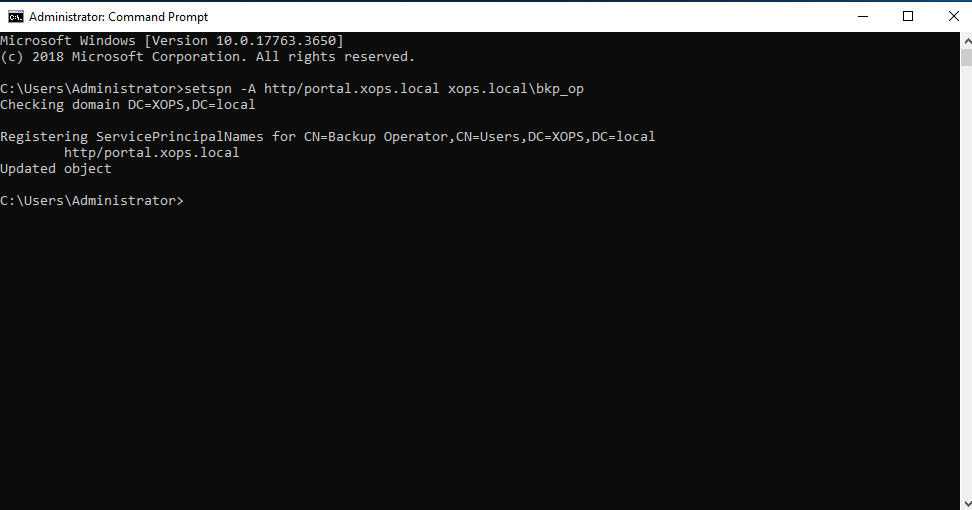 Administrator: Command Prompt
Microsoft Windows [Version 10.0.17763.3650]
(c) 2018 Microsoft Corporation. All rights reserved.
C:\Users\Administrator>setspn -A http/portal.xops.local xops.local\bkp_op
Checking domain DC=XOPS,DC=local
Registering ServicePrincipalNames for CN=Backup Operator,CN=Users,DC=XOPS,DC=local
http/portal.xops.local
Updated object
C:\Users\Administrator>